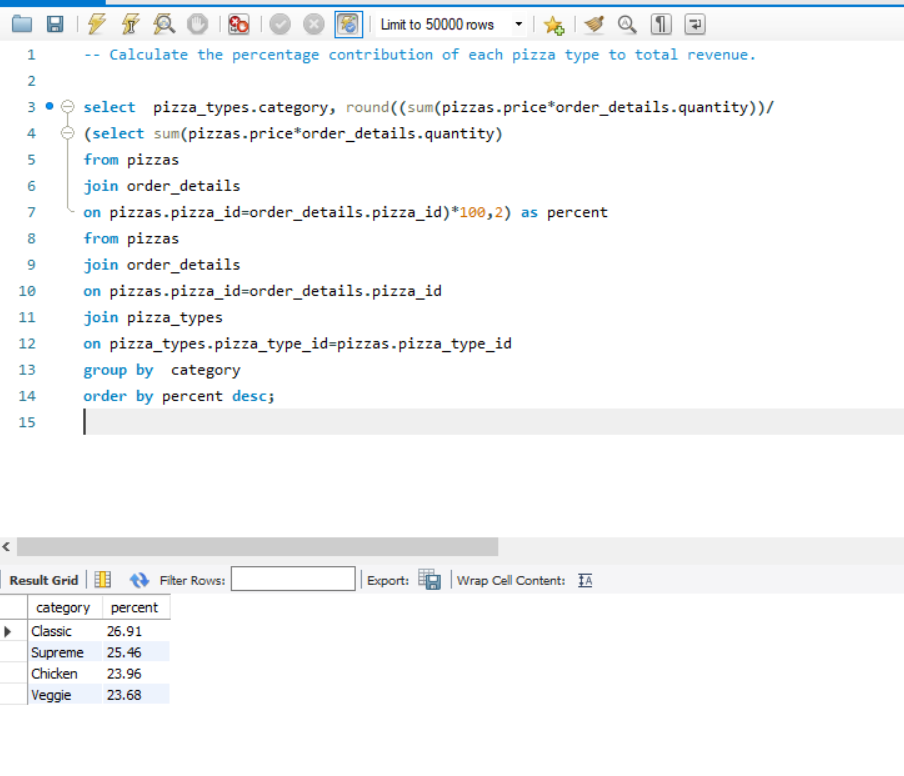 Limit to 50000 rows
1 -- Calculate the percentage contribution of each pizza type to total revenue.
2
3 select  pizza_types.category, round((sum(pizzas.price*order_details.quantity))/
4 (select sum(pizzas.price*order_details.quantity)
5 from pizzas
6 join order_details
7 on pizzas.pizza_id=order_details.pizza_id)*100,2) as percent
8 from pizzas
9 join order_details
10 on pizzas.pizza_id=order_details.pizza_id
11 join pizza_types
12 on pizza_types.pizza_type_id=pizzas.pizza_type_id
13 group by  category
14 order by percent desc;
15
Result Grid Filter Rows: Export: Wrap Cell Content: IA
category percent
Classic 26.91
Supreme 25.46
Chicken 23.96
Veggie 23.68